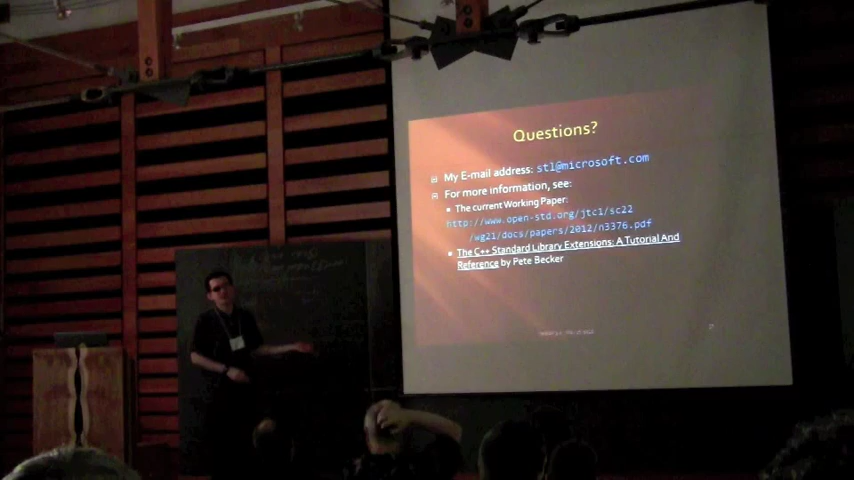 Questions?
My E-mail address: stl@microsoft.com
For more information, see:
The current Working Paper:
http://www.open-std.org/jtc1/sc22
/wg21/docs/papers/2012/n3376.pdf
The C++ Standard Library Extensions: A Tutorial And
Reference by Pete Becker